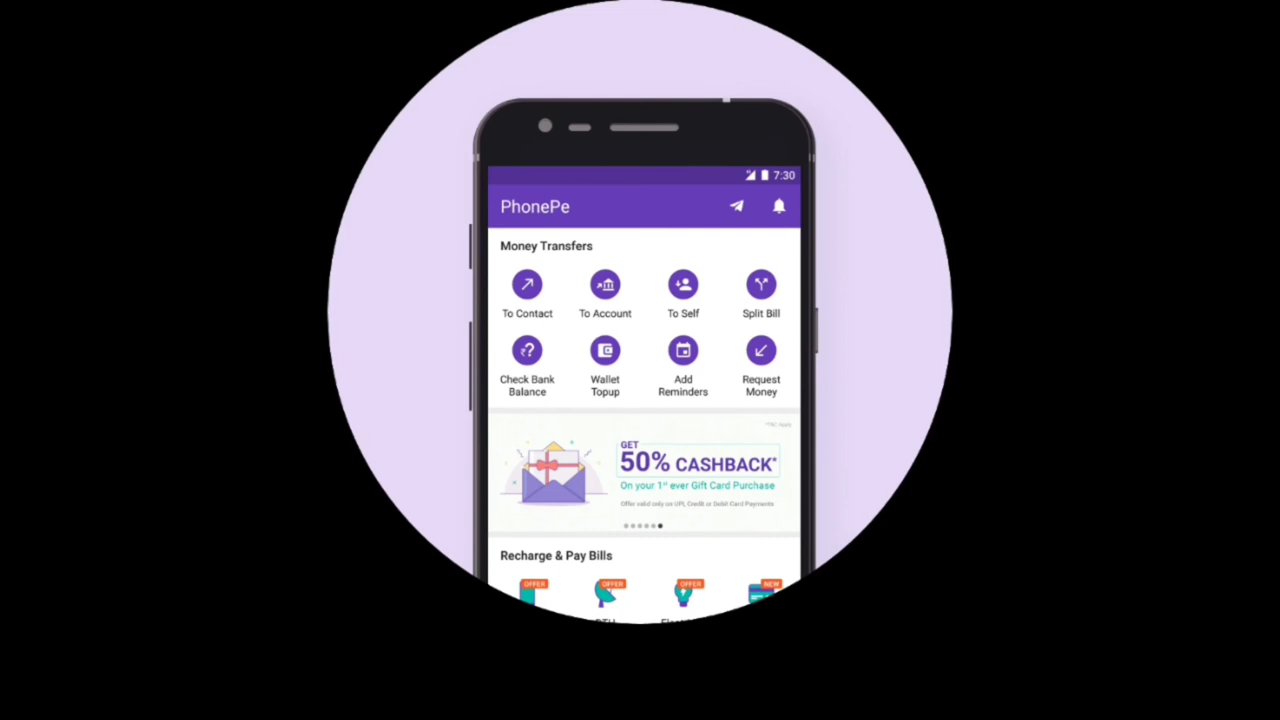 7:30
PhonePe
Money Transfers
To Contact To Account To Self Split Bill
₹?
Check Bank Wallet Add Request
Balance Topup Reminders Money
GET
50% CASHBACK*
On your 1st ever Gift Card Purchase
Offer valid only on UPI, Credit or Debit Card Payments
Recharge & Pay Bills
OFFER OFFER OFFER NEW